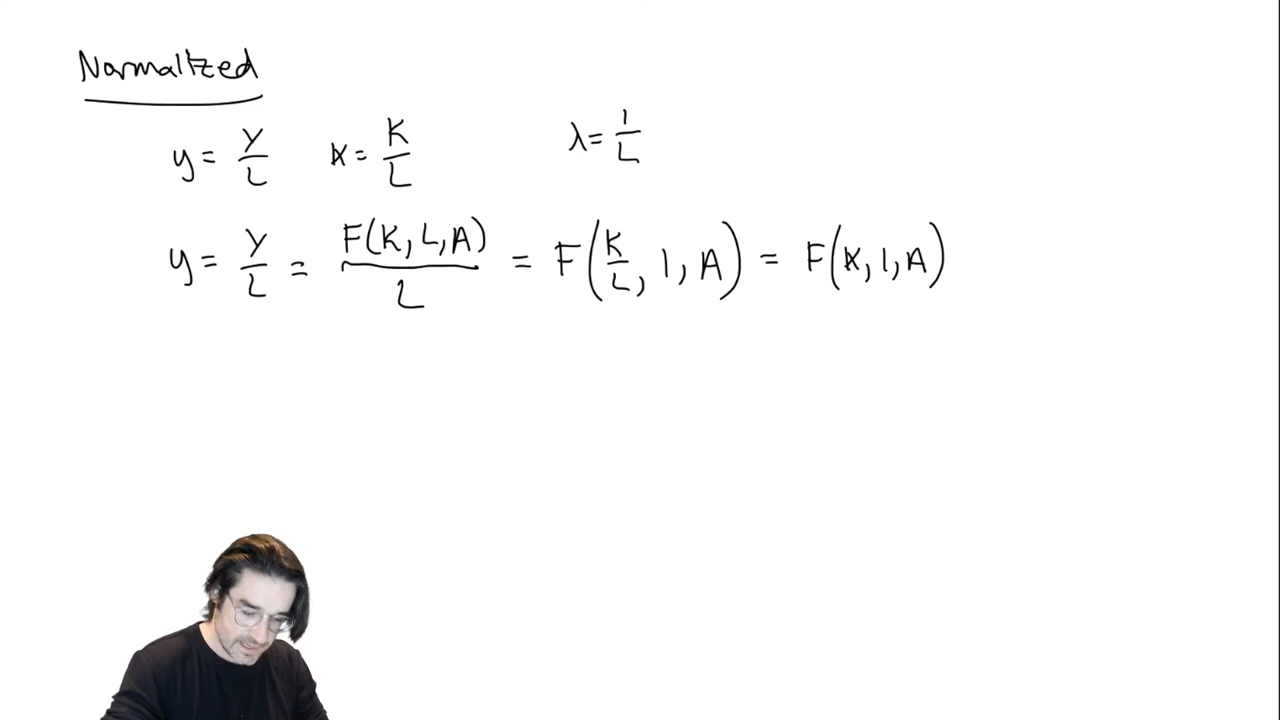 Normalized
y = Y/L k = K/L λ = 1/L
y = Y/L = F(K, L, A)/L = F(K/L, 1, A) = F(k, 1, A)